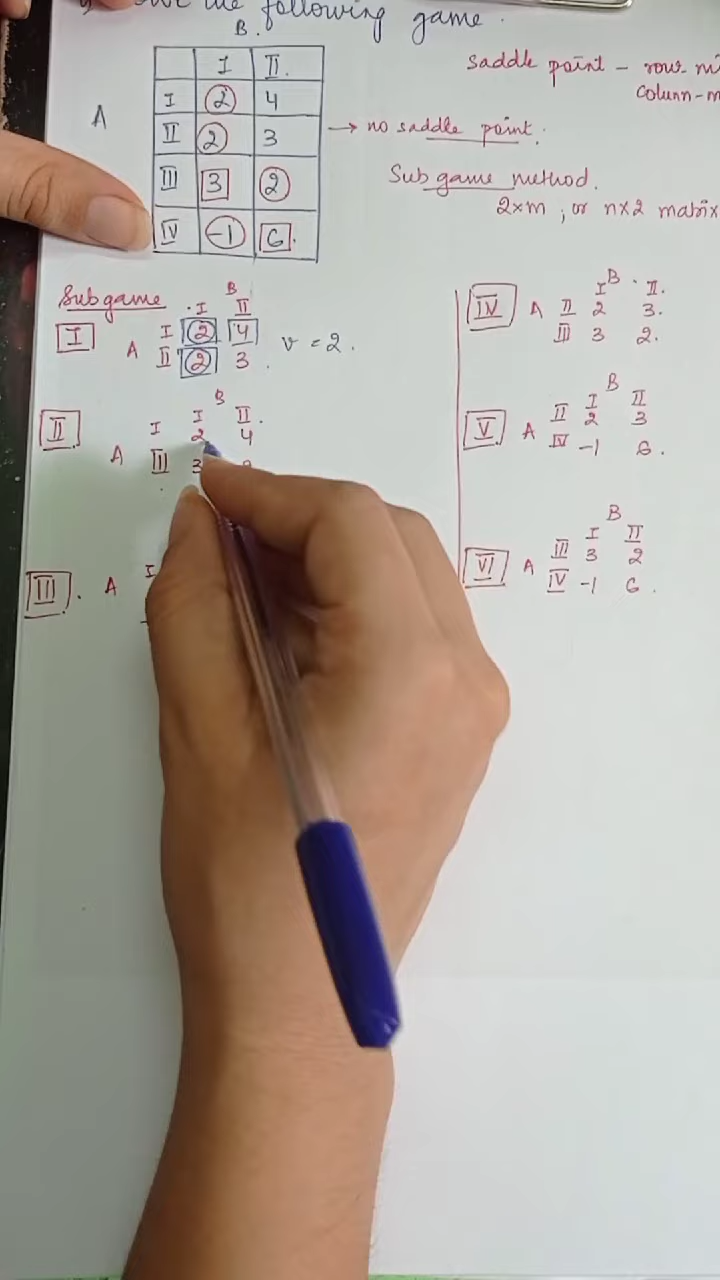 the following game.
B.
I II.
I 2 4
A
II 2 3
III 3 2
IV -1 6.
Saddle point - row
column -
→ no saddle point.
Subgame method.
2×m, or n×2 matrix
Subgame
I
B
I II
A I 2 4
II 2 3. v = 2.
II
B
I II.
I 2 4
A III 3
III. A I
IV
B
I II.
A II 2 3.
III 3 2.
V
B
I II
A II 2 3
IV -1 6.
VI
B
I II
A III 3 2
IV -1 6.